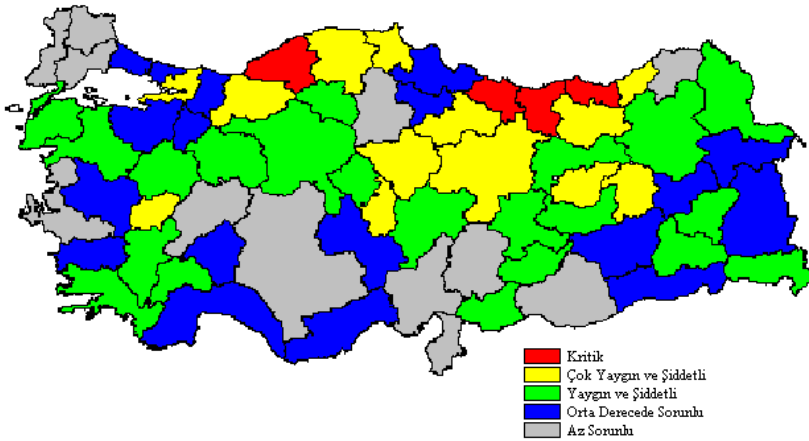 Kritik
Çok Yaygın ve Şiddetli
Yaygın ve Şiddetli
Orta Derecede Sorunlu
Az Sorunlu